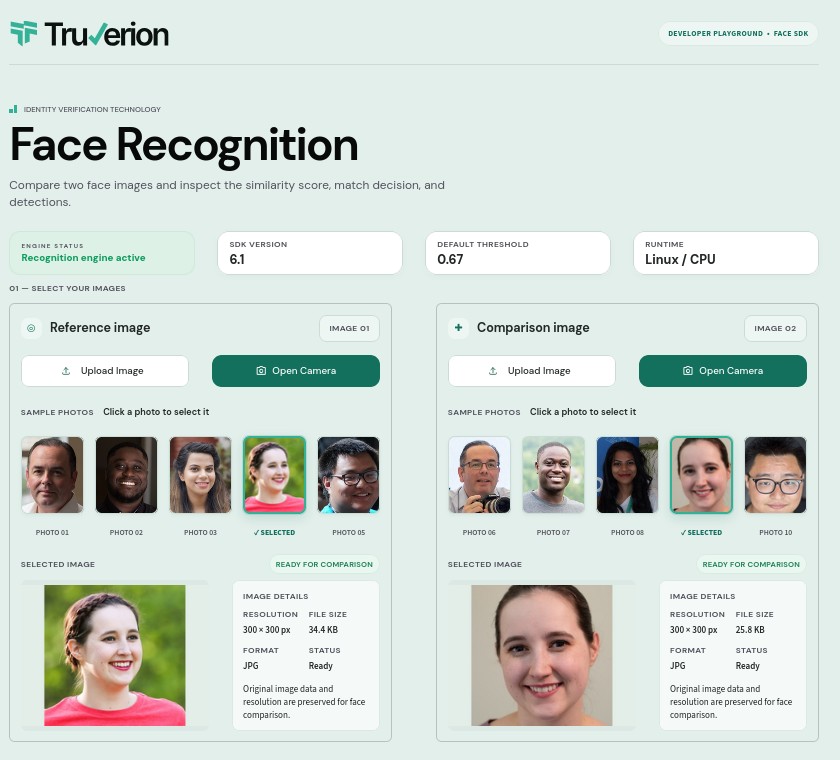 Truverion
DEVELOPER PLAYGROUND • FACE SDK
IDENTITY VERIFICATION TECHNOLOGY
Face Recognition
Compare two face images and inspect the similarity score, match decision, and
detections.
ENGINE STATUS
Recognition engine active
SDK VERSION
6.1
DEFAULT THRESHOLD
0.67
RUNTIME
Linux / CPU
01 — SELECT YOUR IMAGES
Reference image
IMAGE 01
Upload Image
Open Camera
SAMPLE PHOTOS Click a photo to select it
PHOTO 01
PHOTO 02
PHOTO 03
✓ SELECTED
PHOTO 05
SELECTED IMAGE
READY FOR COMPARISON
IMAGE DETAILS
RESOLUTION FILE SIZE
300 × 300 px 34.4 KB
FORMAT STATUS
JPG Ready
Original image data and
resolution are preserved for face
comparison.
Comparison image
IMAGE 02
Upload Image
Open Camera
SAMPLE PHOTOS Click a photo to select it
PHOTO 06
PHOTO 07
PHOTO 08
✓ SELECTED
PHOTO 10
SELECTED IMAGE
READY FOR COMPARISON
IMAGE DETAILS
RESOLUTION FILE SIZE
300 × 300 px 25.8 KB
FORMAT STATUS
JPG Ready
Original image data and
resolution are preserved for face
comparison.